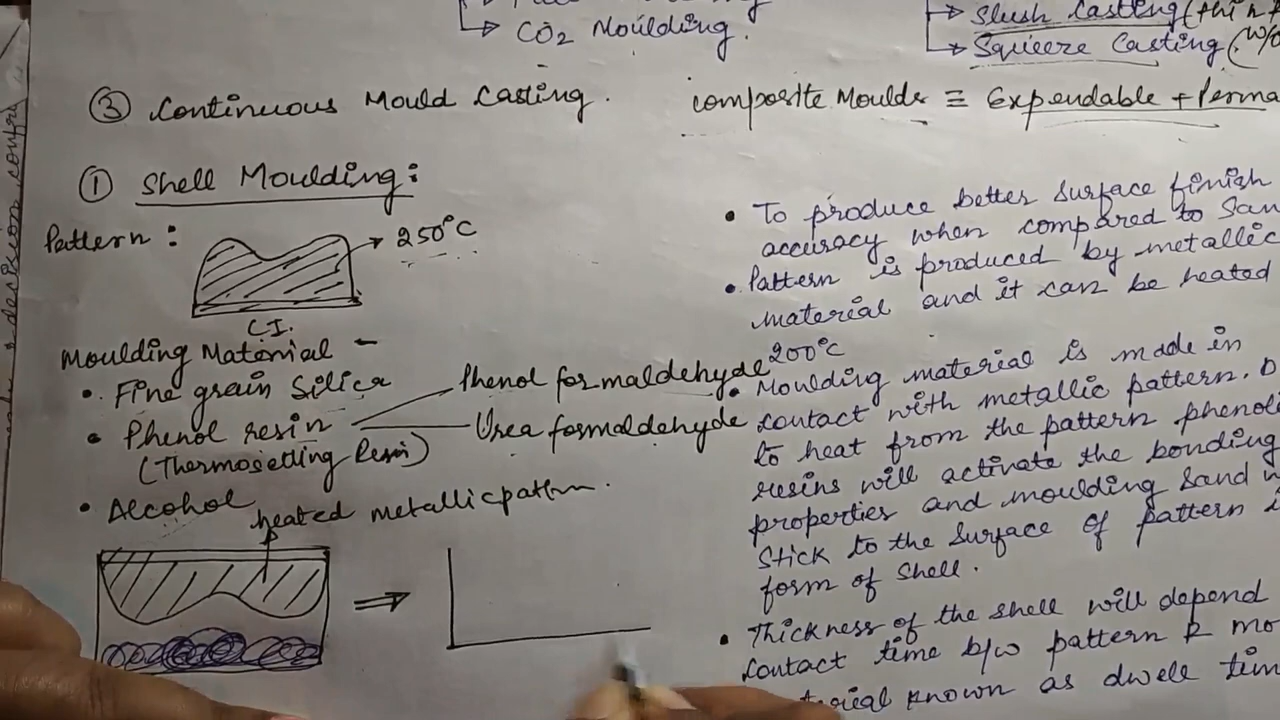 CO2 Moulding.
Slush Casting (thin
Squeeze Casting (w/o
③ Continuous Mould Casting.
Composite Moulds ≡ Expendable + Perma
① Shell Moulding:
Pattern:
250°C
C.I.
Moulding Material -
• Fine grain Silica
• Phenol resin
(Thermosetting Resin)
Phenol formaldehyde
Urea formaldehyde
• Alcohol
heated metallic pattern.
• To produce better surface finish
accuracy when compared to San
• Pattern is produced by metallic
material and it can be heated
200°C
• Moulding material is made in
contact with metallic pattern. D
to heat from the pattern phenoli
resins will activate the bonding
properties and moulding sand w
stick to the surface of pattern i
form of shell.
• Thickness of the shell will depend
contact time b/w pattern & mo
known as dwell tim